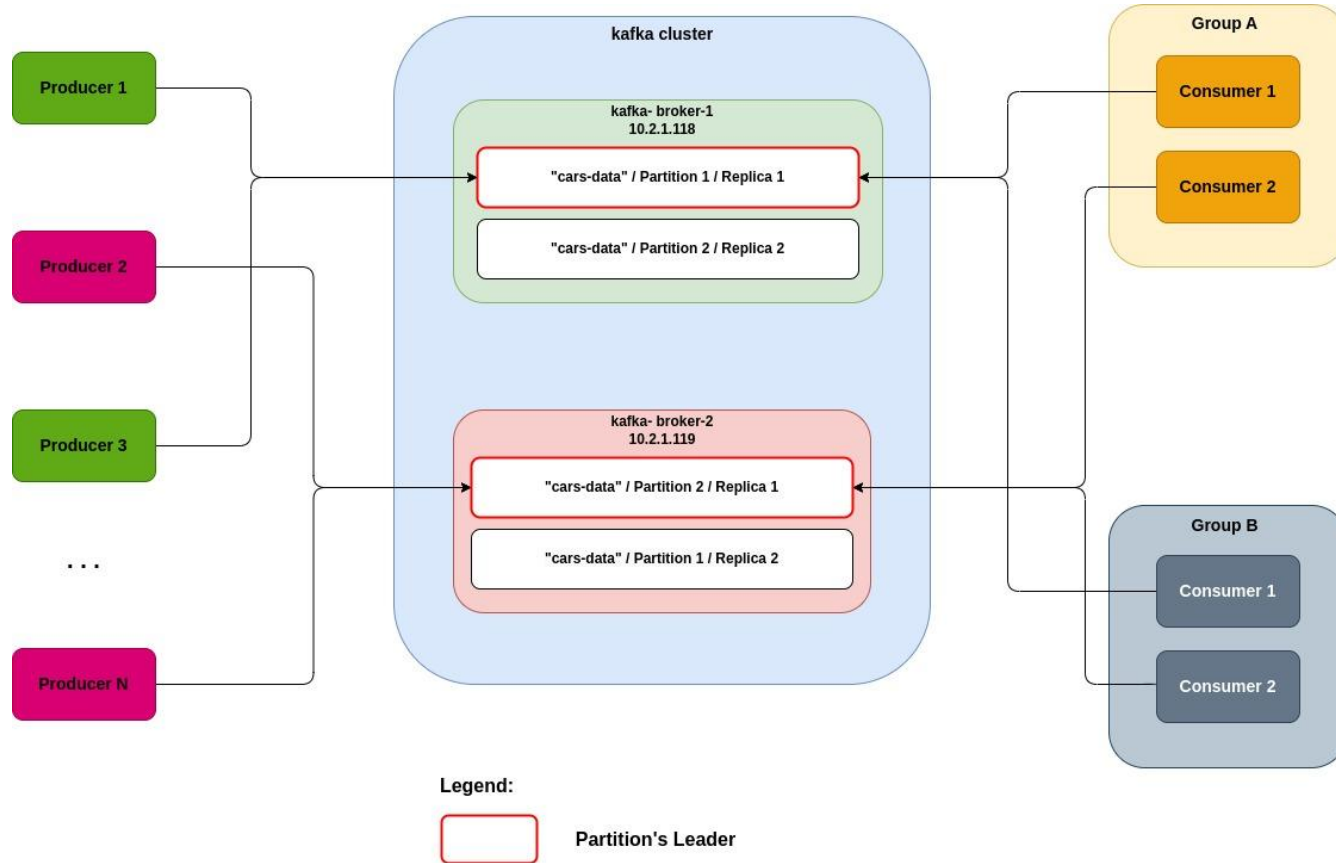 kafka cluster
Group A
Producer 1
Consumer 1
kafka- broker-1
10.2.1.118
"cars-data" / Partition 1 / Replica 1
Consumer 2
"cars-data" / Partition 2 / Replica 2
Producer 2
Producer 3
kafka- broker-2
10.2.1.119
"cars-data" / Partition 2 / Replica 1
"cars-data" / Partition 1 / Replica 2
. . .
Group B
Consumer 1
Consumer 2
Producer N
Legend:
Partition's Leader